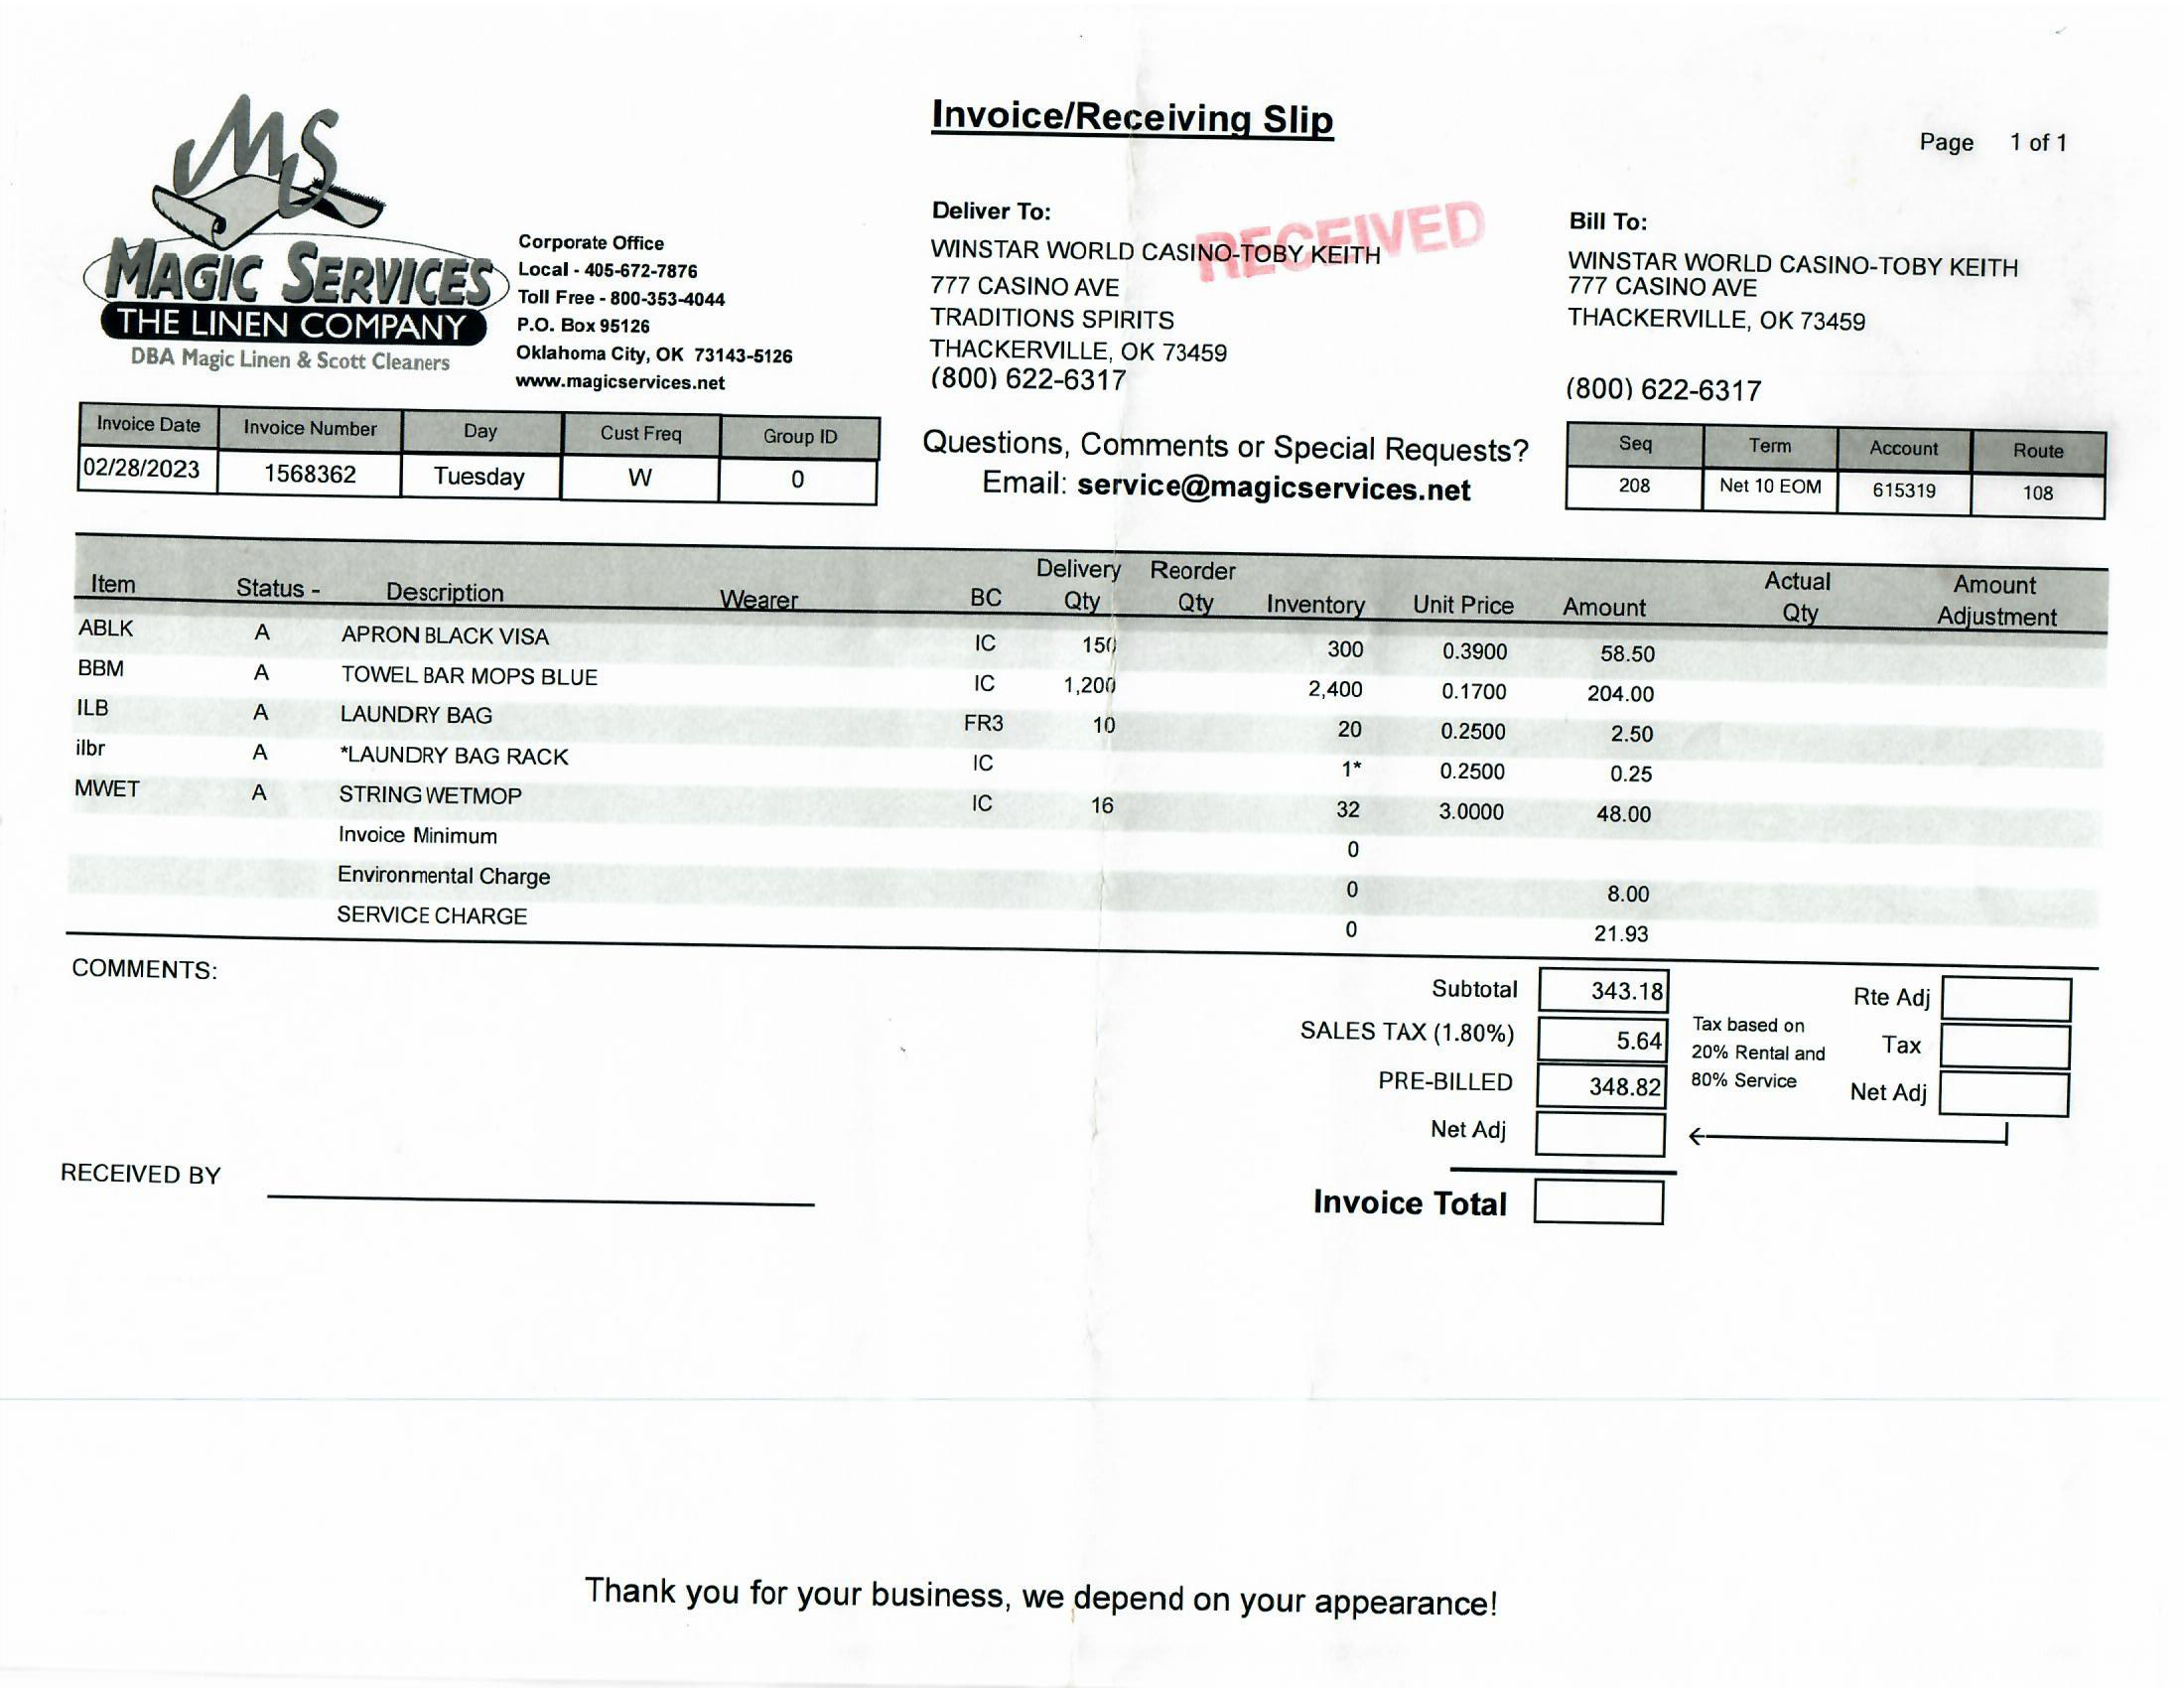 Invoice/Receiving Slip
Page 1 of 1
MS
MAGIC SERVICES
THE LINEN COMPANY
DBA Magic Linen & Scott Cleaners
Corporate Office
Local - 405-672-7876
Toll Free - 800-353-4044
P.O. Box 95126
Oklahoma City, OK 73143-5126
www.magicservices.net
Deliver To:
WINSTAR WORLD CASINO-TOBY KEITH
777 CASINO AVE
TRADITIONS SPIRITS
THACKERVILLE, OK 73459
(800) 622-6317
RECEIVED
Bill To:
WINSTAR WORLD CASINO-TOBY KEITH
777 CASINO AVE
THACKERVILLE, OK 73459
(800) 622-6317
Invoice Date Invoice Number Day Cust Freq Group ID
02/28/2023 1568362 Tuesday W 0
Questions, Comments or Special Requests?
Email: service@magicservices.net
Seq Term Account Route
208 Net 10 EOM 615319 108
Item Status - Description Wearer BC Delivery Qty Reorder Qty Inventory Unit Price Amount Actual Qty Amount Adjustment
ABLK A APRON BLACK VISA IC 150 300 0.3900 58.50
BBM A TOWEL BAR MOPS BLUE IC 1,200 2,400 0.1700 204.00
ILB A LAUNDRY BAG FR3 10 20 0.2500 2.50
ilbr A *LAUNDRY BAG RACK IC 1* 0.2500 0.25
MWET A STRING WETMOP IC 16 32 3.0000 48.00
Invoice Minimum 0
Environmental Charge 0 8.00
SERVICE CHARGE 0 21.93
COMMENTS:
Subtotal 343.18
SALES TAX (1.80%) 5.64
PRE-BILLED 348.82
Net Adj
Invoice Total
Tax based on
20% Rental and
80% Service
Rte Adj
Tax
Net Adj
RECEIVED BY
Thank you for your business, we depend on your appearance!